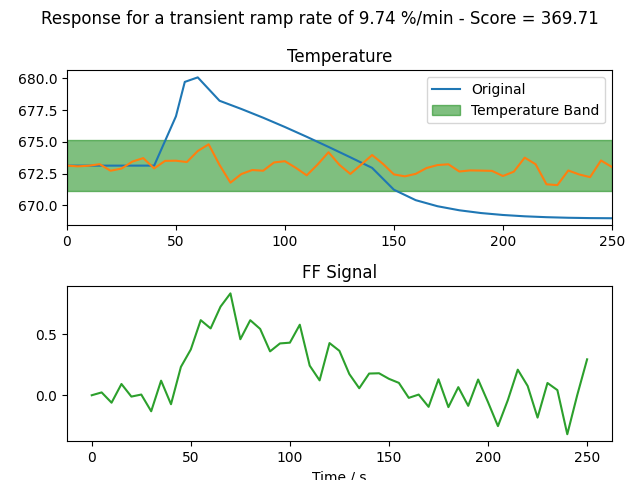 Response for a transient ramp rate of 9.74 %/min - Score = 369.71
Temperature
680.0
677.5
675.0
672.5
670.0
Original
Temperature Band
0 50 100 150 200 250
FF Signal
0.5
0.0
0 50 100 150 200 250
Time / s